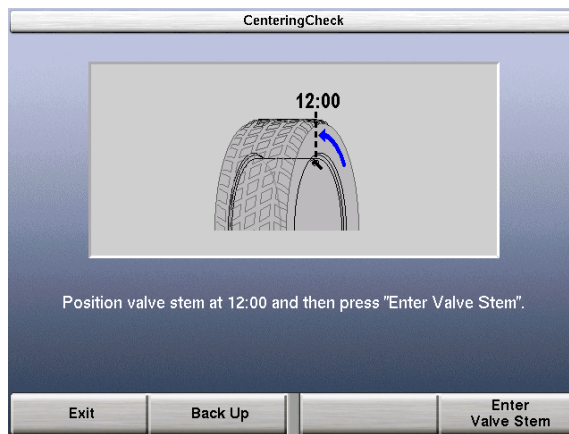 CenteringCheck
12:00
Position valve stem at 12:00 and then press "Enter Valve Stem".
Exit
Back Up
Enter
Valve Stem